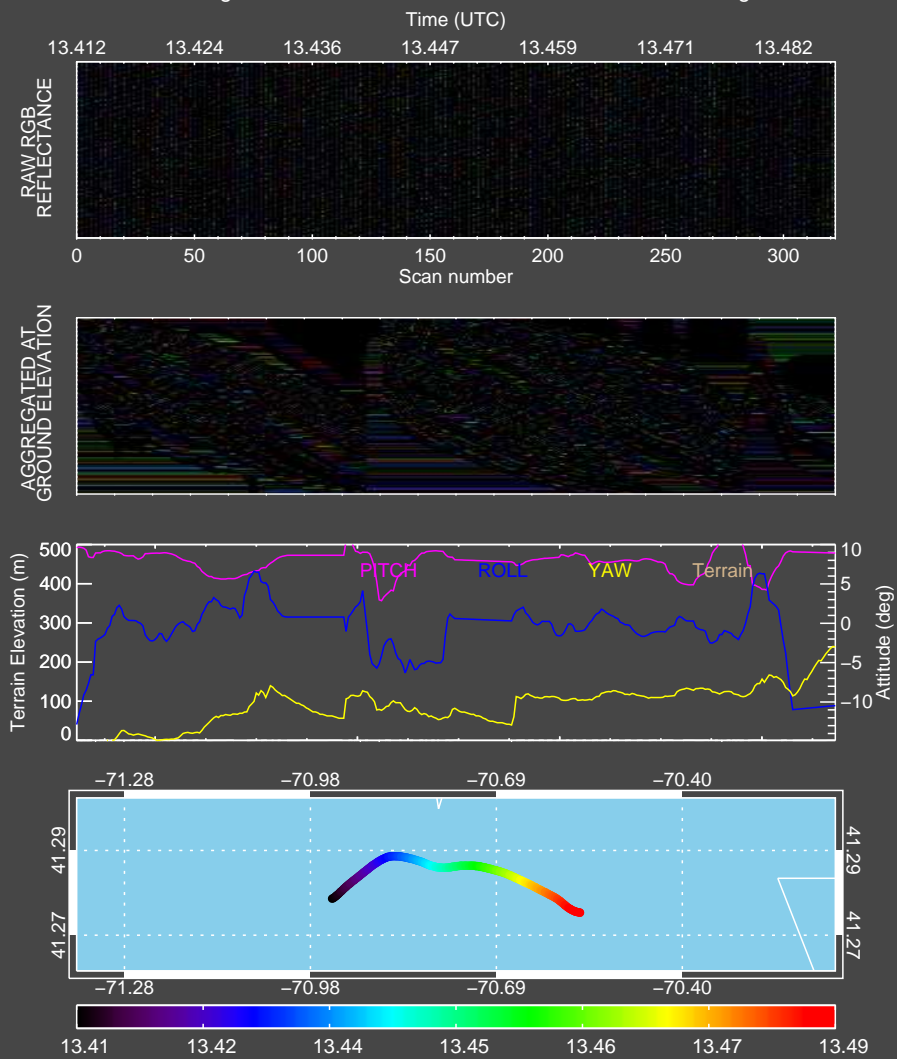 Time (UTC)
13.412 13.424 13.436 13.447 13.459 13.471 13.482
RAW RGB
REFLECTANCE
0 50 100 150 200 250 300
Scan number
AGGREGATED AT
GROUND ELEVATION
Terrain Elevation (m)
500
400
300
200
100
0
PITCH ROLL YAW Terrain
10
5
0
−5
−10
Attitude (deg)
−71.28 −70.98 −70.69 −70.40
41.29 41.29
41.27 41.27
−71.28 −70.98 −70.69 −70.40
13.41 13.42 13.44 13.45 13.46 13.47 13.49